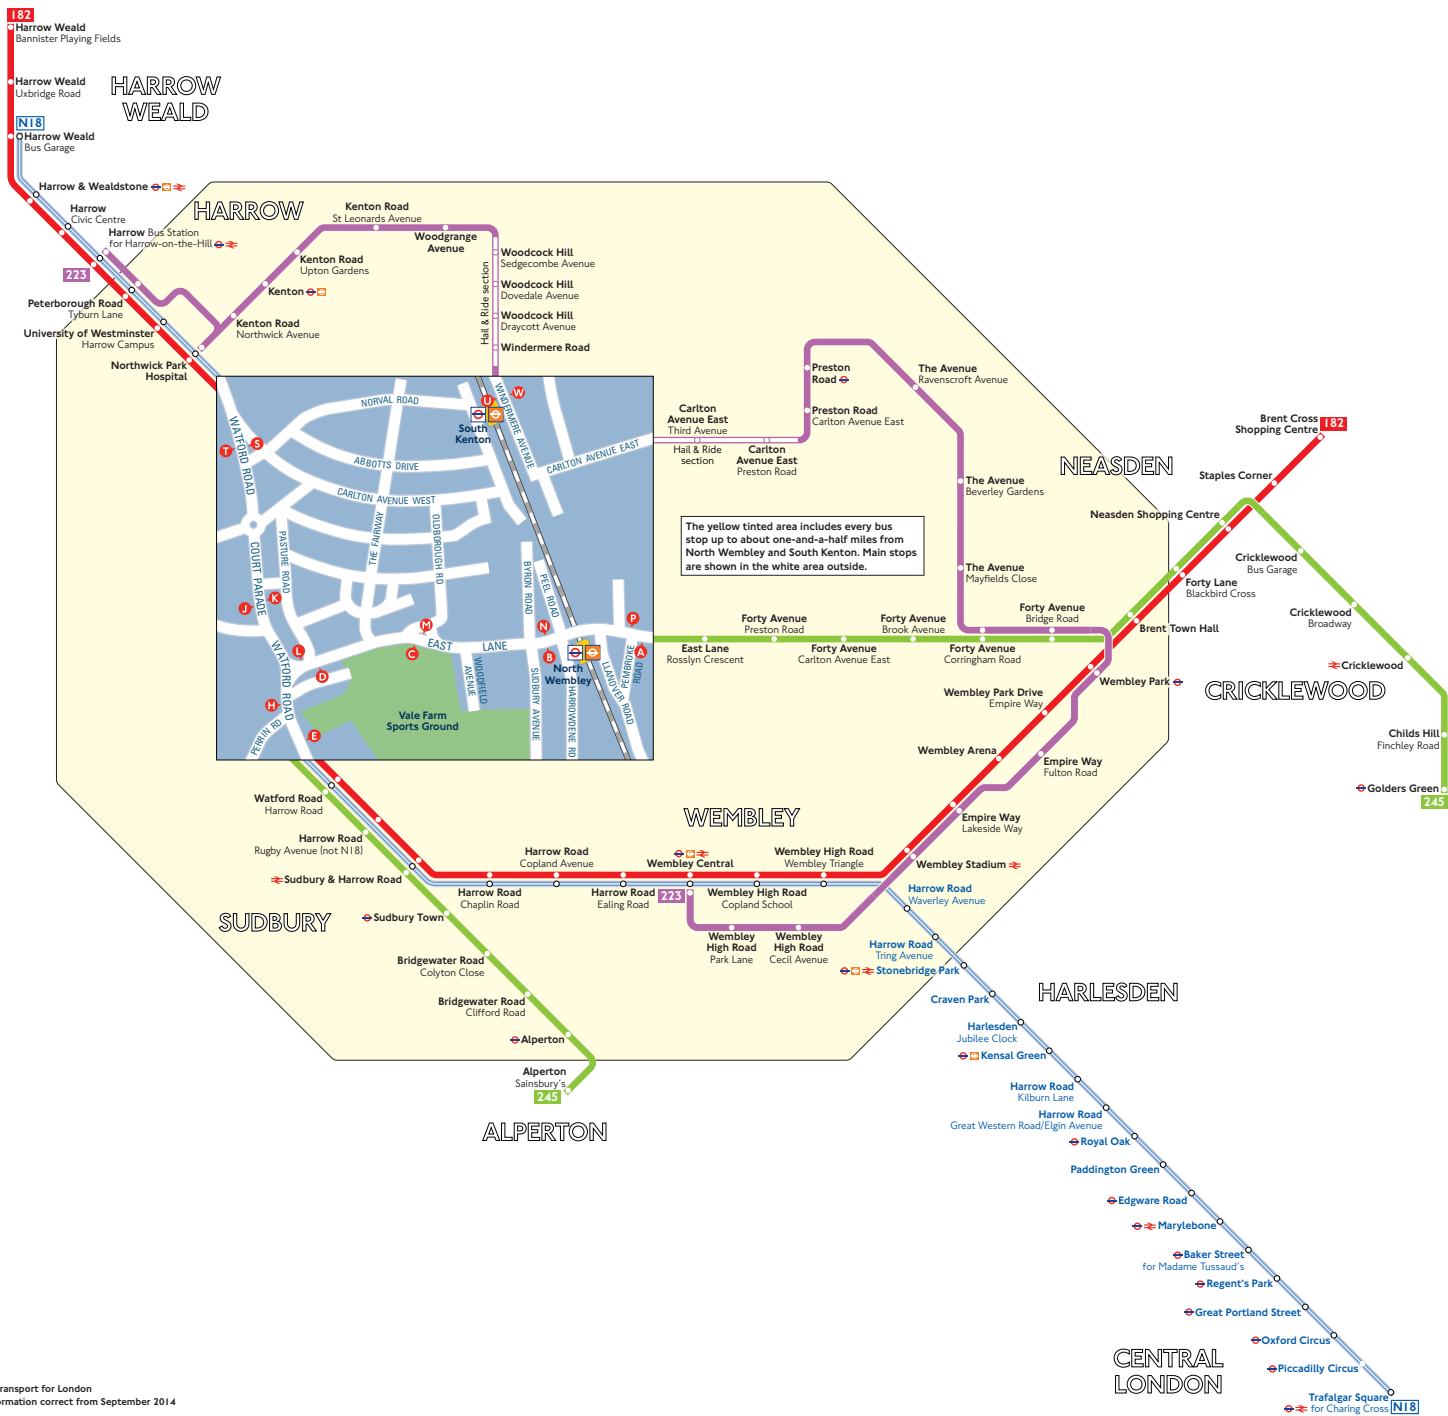 182
Harrow Weald
Bannister Playing Fields
Harrow Weald
Uxbridge Road
HARROW
WEALD
N18
Harrow Weald
Bus Garage
Harrow & Wealdstone
Harrow
Civic Centre
HARROW
Harrow Bus Station
for Harrow-on-the-Hill
223
Peterborough Road
Tyburn Lane
University of Westminster
Harrow Campus
Northwick Park
Hospital
Kenton Road
St Leonards Avenue
Woodgrange
Avenue
Kenton Road
Upton Gardens
Kenton
Kenton Road
Northwick Avenue
Hail & Ride section
Woodcock Hill
Sedgecombe Avenue
Woodcock Hill
Dovedale Avenue
Woodcock Hill
Draycott Avenue
Windermere Road
NORVAL ROAD
WATFORD ROAD
T
S
U
W
South
Kenton
WINDERMERE AVENUE
CARLTON AVENUE EAST
ABBOTTS DRIVE
CARLTON AVENUE WEST
THE FAIRWAY
OLDBOROUGH RD
PASTURE ROAD
COURT PARADE
J
K
L
D
H
E
WATFORD ROAD
PERRIN RD
M
C
EAST LANE
N
B
P
A
BYRON ROAD
PEEL ROAD
WOODFIELD
AVENUE
SUDBURY AVENUE
HARROWDENE RD
LLANOVER ROAD
PEMBROKE
ROAD
North
Wembley
Vale Farm
Sports Ground
Carlton
Avenue East
Third Avenue
Hail & Ride
section
Carlton
Avenue East
Preston Road
Preston
Road
Preston Road
Carlton Avenue East
The Avenue
Ravenscroft Avenue
The Avenue
Beverley Gardens
The Avenue
Mayfields Close
The yellow tinted area includes every bus
stop up to about one-and-a-half miles from
North Wembley and South Kenton. Main stops
are shown in the white area outside.
East Lane
Rosslyn Crescent
Forty Avenue
Preston Road
Forty Avenue
Carlton Avenue East
Forty Avenue
Brook Avenue
Forty Avenue
Corringham Road
Forty Avenue
Bridge Road
NEASDEN
Brent Cross
Shopping Centre
182
Staples Corner
Neasden Shopping Centre
Forty Lane
Blackbird Cross
Brent Town Hall
Wembley Park
Cricklewood
Bus Garage
Cricklewood
Broadway
Cricklewood
CRICKLEWOOD
Childs Hill
Finchley Road
Golders Green
245
Wembley Park Drive
Empire Way
Wembley Arena
Empire Way
Fulton Road
Empire Way
Lakeside Way
Wembley Stadium
WEMBLEY
Watford Road
Harrow Road
Harrow Road
Rugby Avenue (not N18)
Sudbury & Harrow Road
Sudbury Town
SUDBURY
Bridgewater Road
Colyton Close
Bridgewater Road
Clifford Road
Alperton
Alperton
Sainsbury's
245
ALPERTON
Harrow Road
Chaplin Road
Harrow Road
Copland Avenue
Harrow Road
Ealing Road
Wembley Central
223
Wembley High Road
Copland School
Wembley High Road
Wembley Triangle
Wembley
High Road
Park Lane
Wembley
High Road
Cecil Avenue
Harrow Road
Waverley Avenue
Harrow Road
Tring Avenue
Stonebridge Park
Craven Park
HARLESDEN
Harlesden
Jubilee Clock
Kensal Green
Harrow Road
Kilburn Lane
Harrow Road
Great Western Road/Elgin Avenue
Royal Oak
Paddington Green
Edgware Road
Marylebone
Baker Street
for Madame Tussaud's
Regent's Park
Great Portland Street
Oxford Circus
Piccadilly Circus
CENTRAL
LONDON
Trafalgar Square
for Charing Cross
N18
ransport for London
ormation correct from September 2014